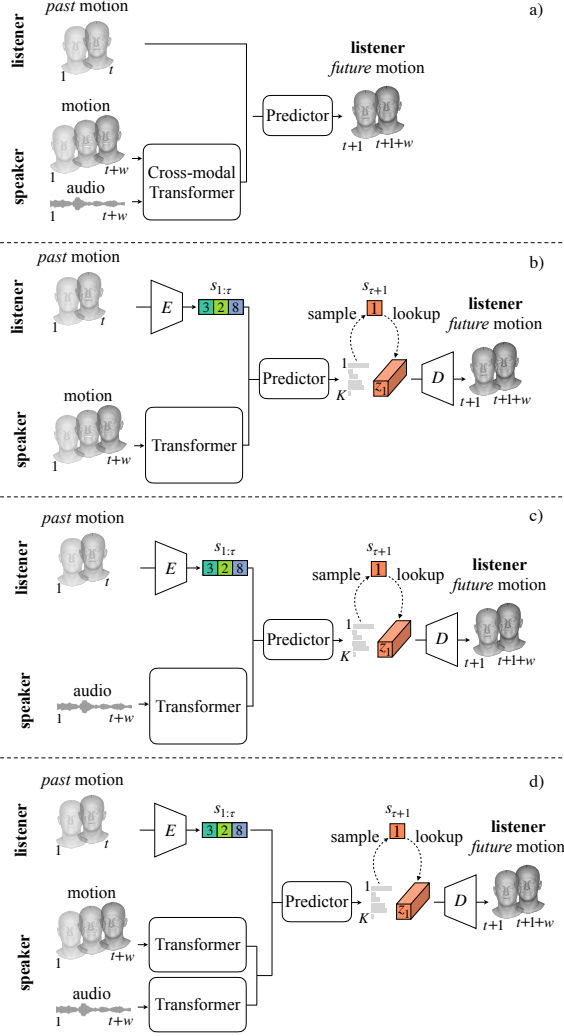 a)
past motion
listener
1
t
listener
future motion
motion
Predictor
t+1
t+1+w
speaker
1
t+w
Cross-modal
Transformer
audio
1
t+w
b)
past motion
listener
1
t
E
s1:τ
3 2 8
sτ+1
1
sample
lookup
listener
future motion
Predictor
1
K
z1
D
t+1
t+1+w
speaker
motion
1
t+w
Transformer
c)
past motion
listener
1
t
E
s1:τ
3 2 8
sτ+1
1
sample
lookup
listener
future motion
Predictor
1
K
z1
D
t+1
t+1+w
speaker
audio
1
t+w
Transformer
d)
past motion
listener
1
t
E
s1:τ
3 2 8
sτ+1
1
sample
lookup
listener
future motion
Predictor
1
K
z1
D
t+1
t+1+w
speaker
motion
1
t+w
Transformer
audio
1
t+w
Transformer